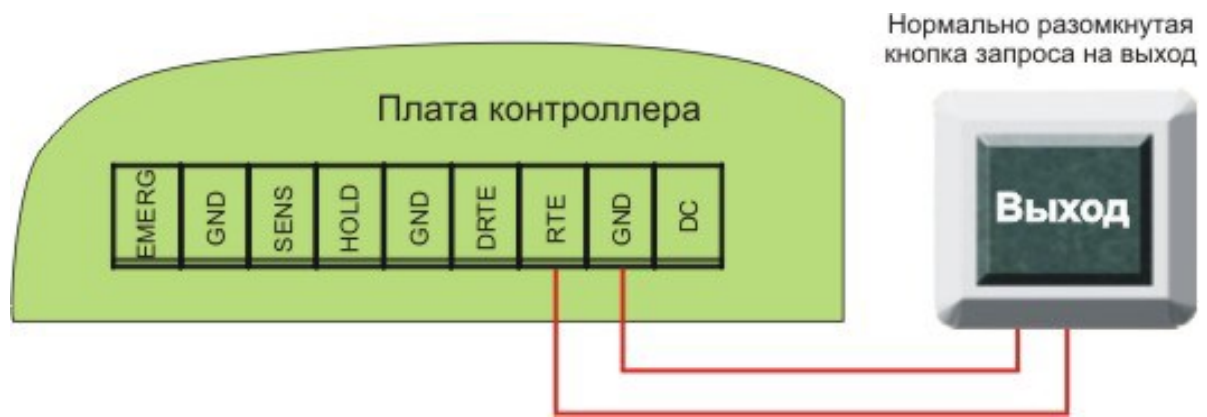 Нормально разомкнутая
кнопка запроса на выход
Плата контроллера
EMERG
GND
SENS
HOLD
GND
DRTE
RTE
GND
DC
Выход